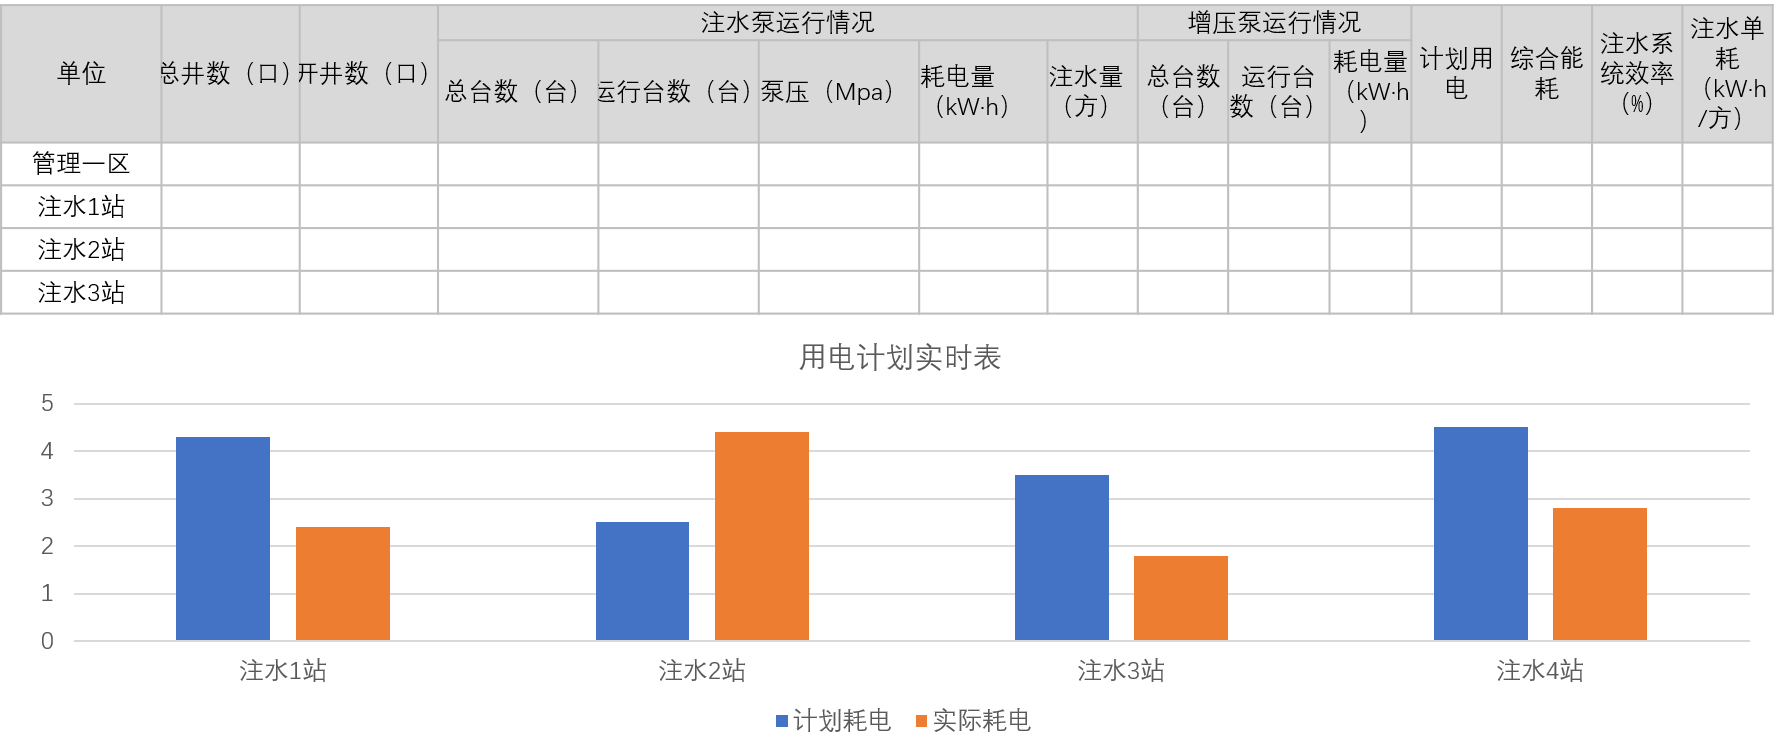 单位
总井数（口）
开井数（口）
注水泵运行情况
增压泵运行情况
计划用
电
综合能
耗
注水系
统效率
（%）
注水单
耗
（kW·h
/方）
总台数（台）
运行台数（台）
泵压（Mpa）
耗电量
（kW·h）
注水量
（方）
总台数
（台）
运行台
数（台）
耗电量
（kW·h
）
管理一区
注水1站
注水2站
注水3站
用电计划实时表
5
4
3
2
1
0
注水1站
注水2站
注水3站
注水4站
计划耗电
实际耗电